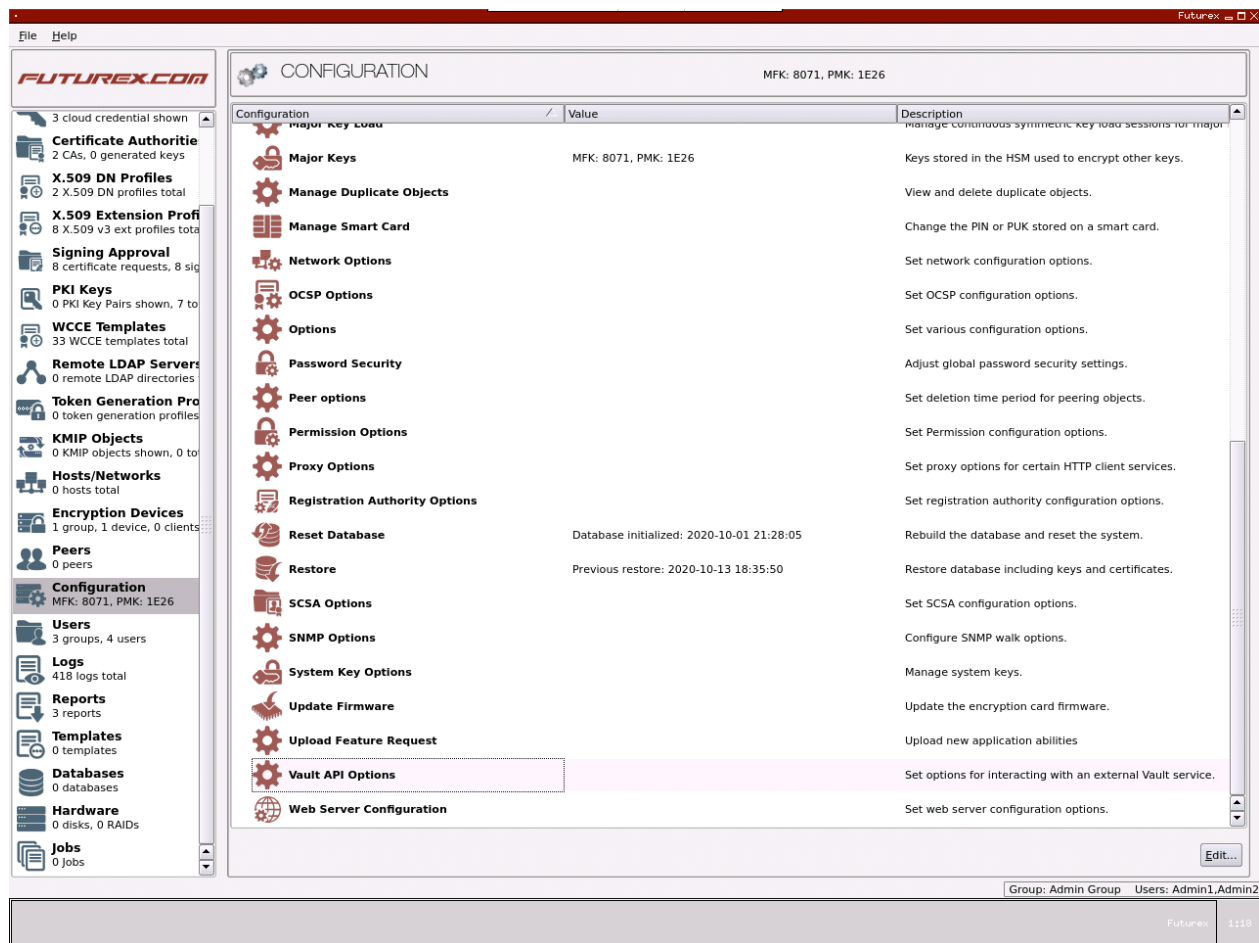 Futurex
File Help
FUTUREX.COM
CONFIGURATION
MFK: 8071, PMK: 1E26
3 cloud credential shown
Certificate Authoritie
2 CAs, 0 generated keys
X.509 DN Profiles
2 X.509 DN profiles total
X.509 Extension Profi
8 X.509 v3 ext profiles tota
Signing Approval
8 certificate requests, 8 sig
PKI Keys
0 PKI Key Pairs shown, 7 to
WCCE Templates
33 WCCE templates total
Remote LDAP Servers
0 remote LDAP directories
Token Generation Pro
0 token generation profiles
KMIP Objects
0 KMIP objects shown, 0 to
Hosts/Networks
0 hosts total
Encryption Devices
1 group, 1 device, 0 clients
Peers
0 peers
Configuration
MFK: 8071, PMK: 1E26
Users
3 groups, 4 users
Logs
418 logs total
Reports
3 reports
Templates
0 templates
Databases
0 databases
Hardware
0 disks, 0 RAIDs
Jobs
0 Jobs
Configuration Value Description
Major Key Load Manage continuous symmetric key load sessions for major
Major Keys MFK: 8071, PMK: 1E26 Keys stored in the HSM used to encrypt other keys.
Manage Duplicate Objects View and delete duplicate objects.
Manage Smart Card Change the PIN or PUK stored on a smart card.
Network Options Set network configuration options.
OCSP Options Set OCSP configuration options.
Options Set various configuration options.
Password Security Adjust global password security settings.
Peer options Set deletion time period for peering objects.
Permission Options Set Permission configuration options.
Proxy Options Set proxy options for certain HTTP client services.
Registration Authority Options Set registration authority configuration options.
Reset Database Database initialized: 2020-10-01 21:28:05 Rebuild the database and reset the system.
Restore Previous restore: 2020-10-13 18:35:50 Restore database including keys and certificates.
SCSA Options Set SCSA configuration options.
SNMP Options Configure SNMP walk options.
System Key Options Manage system keys.
Update Firmware Update the encryption card firmware.
Upload Feature Request Upload new application abilities
Vault API Options Set options for interacting with an external Vault service.
Web Server Configuration Set web server configuration options.
Edit...
Group: Admin Group Users: Admin1,Admin2
Futurex 1:18